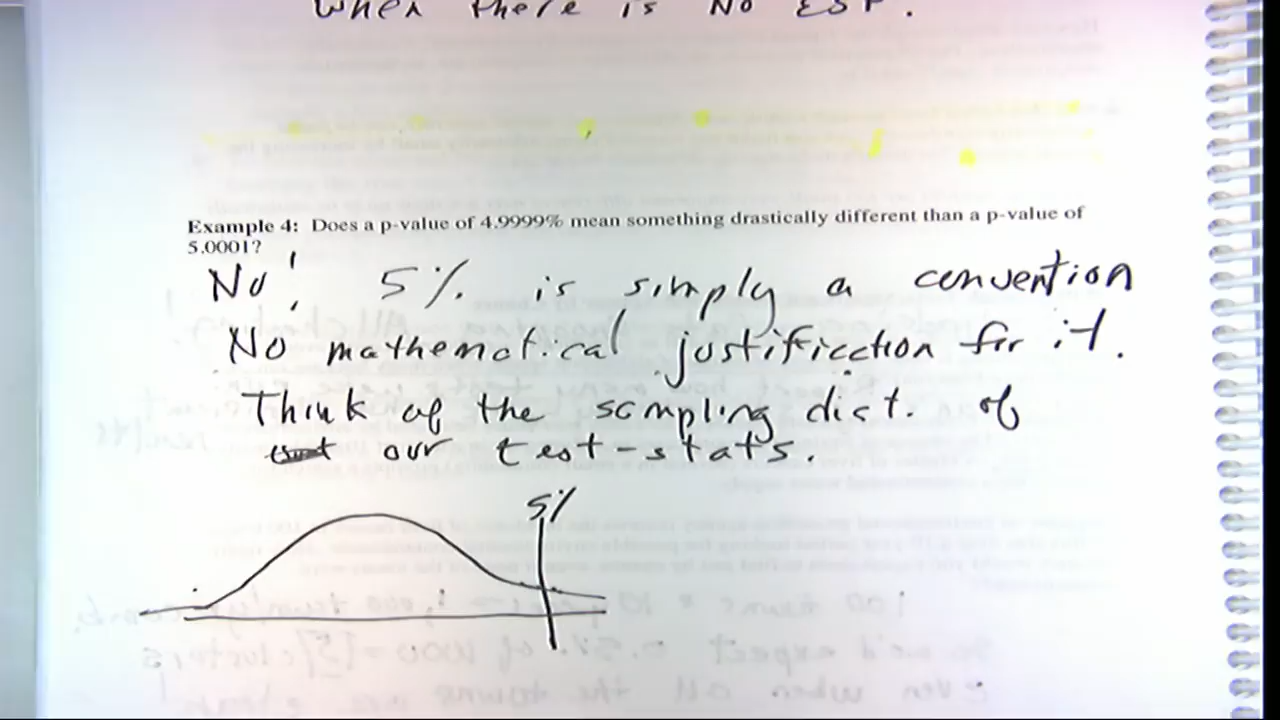 When there is No ESP.
Example 4: Does a p-value of 4.9999% mean something drastically different than a p-value of
5.0001?
No! 5% is simply a convention
No mathematical justification for it.
Think of the sampling dist. of
our test-stats.
5%